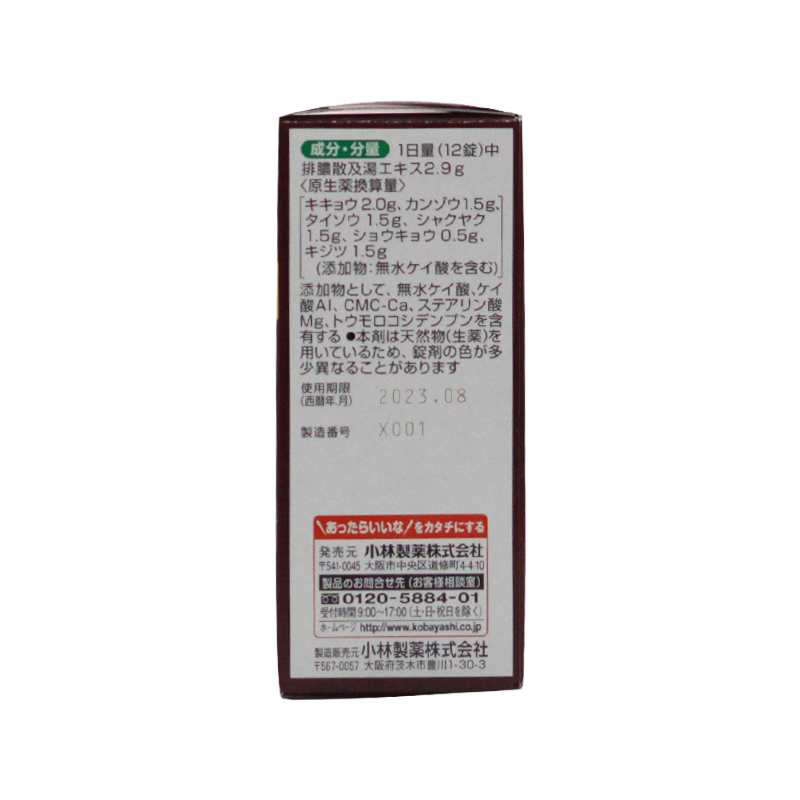 成分・分量 1日量(12錠)中
排膿散及湯エキス2.9g
〈原生薬換算量〉
キキョウ2.0g、カンゾウ1.5g、
タイソウ1.5g、シャクヤク
1.5g、ショウキョウ0.5g、
キジツ1.5g
(添加物:無水ケイ酸を含む)
添加物として、無水ケイ酸、ケイ
酸Al、CMC-Ca、ステアリン酸
Mg、トウモロコシデンプンを含
有する ●本剤は天然物(生薬)を
用いているため、錠剤の色が多
少異なることがあります
使用期限
(西暦年.月) 2023.08
製造番号 X001
\あったらいいな/をカタチにする
発売元 小林製薬株式会社
〒541-0045 大阪市中央区道修町4-4-10
製品のお問合せ先(お客様相談室)
0120-5884-01
受付時間9:00~17:00(土・日・祝日を除く)
ホームページ http://www.kobayashi.co.jp
製造販売元 小林製薬株式会社
〒567-0057 大阪府茨木市豊川1-30-3